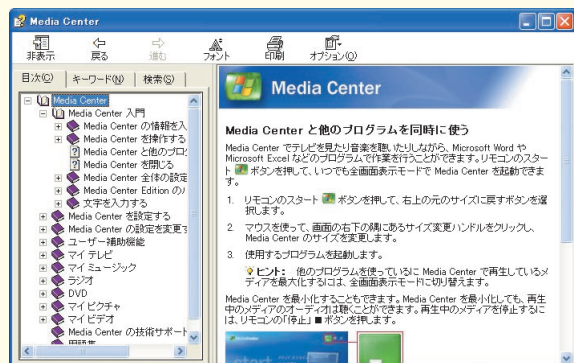 Media Center
非表示
戻る
進む
フォント
印刷
オプション(O)
目次(C)
キーワード(N)
検索(S)
Media Center
Media Center 入門
Media Center の情報を入
Media Center を操作する
Media Center と他のプログ
Media Center を閉じる
Media Center 全体の設定
Media Center Edition のパ
文字を入力する
Media Center を設定する
Media Center の設定を変更す
ユーザー補助機能
マイ テレビ
マイ ミュージック
ラジオ
DVD
マイ ピクチャ
マイ ビデオ
Media Center の技術サポート
用語集
Media Center
Media Center と他のプログラムを同時に使う
Media Center でテレビを見たり音楽を聴いたりしながら、Microsoft Word や
Microsoft Excel などのプログラムで作業を行うことができます。リモコンのスター
ト ボタンを押して、いつでも全画面表示モードで Media Center を起動できま
す。
1. リモコンのスタート ボタンを押して、右上の元のサイズに戻すボタンを選
択します。
2. マウスを使って、画面の右下の隅にあるサイズ変更ハンドルをクリックし、
Media Center のサイズを変更します。
3. 使用するプログラムを起動します。
ヒント： 他のプログラムを使っているに Media Center で再生しているメ
ディアを最大化するには、全画面表示モードに切り替えます。
Media Center を最小化することもできます。Media Center を最小化しても、再生
中のメディアのオーディオは聴くことができます。再生中のメディアを停止するに
は、リモコンの「停止」■ ボタンを押します。
start